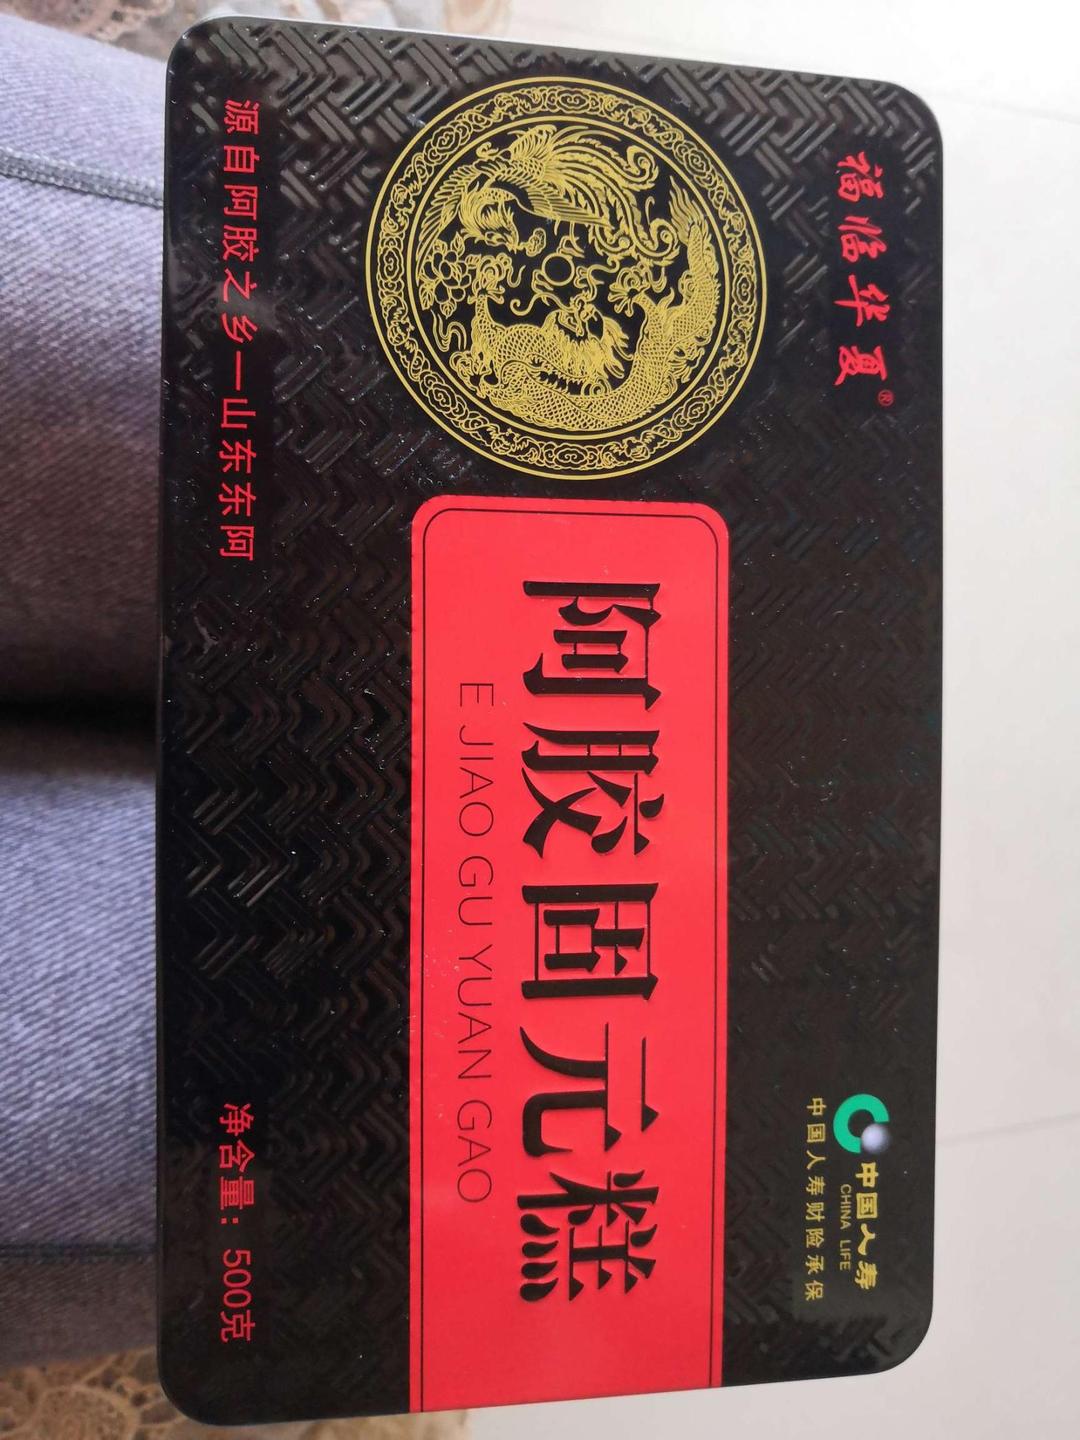 福临华夏®
中国人寿
CHINA LIFE
中国人寿财险承保
阿胶固元糕
E JIAO GU YUAN GAO
源自阿胶之乡一山东东阿
净含量：500克